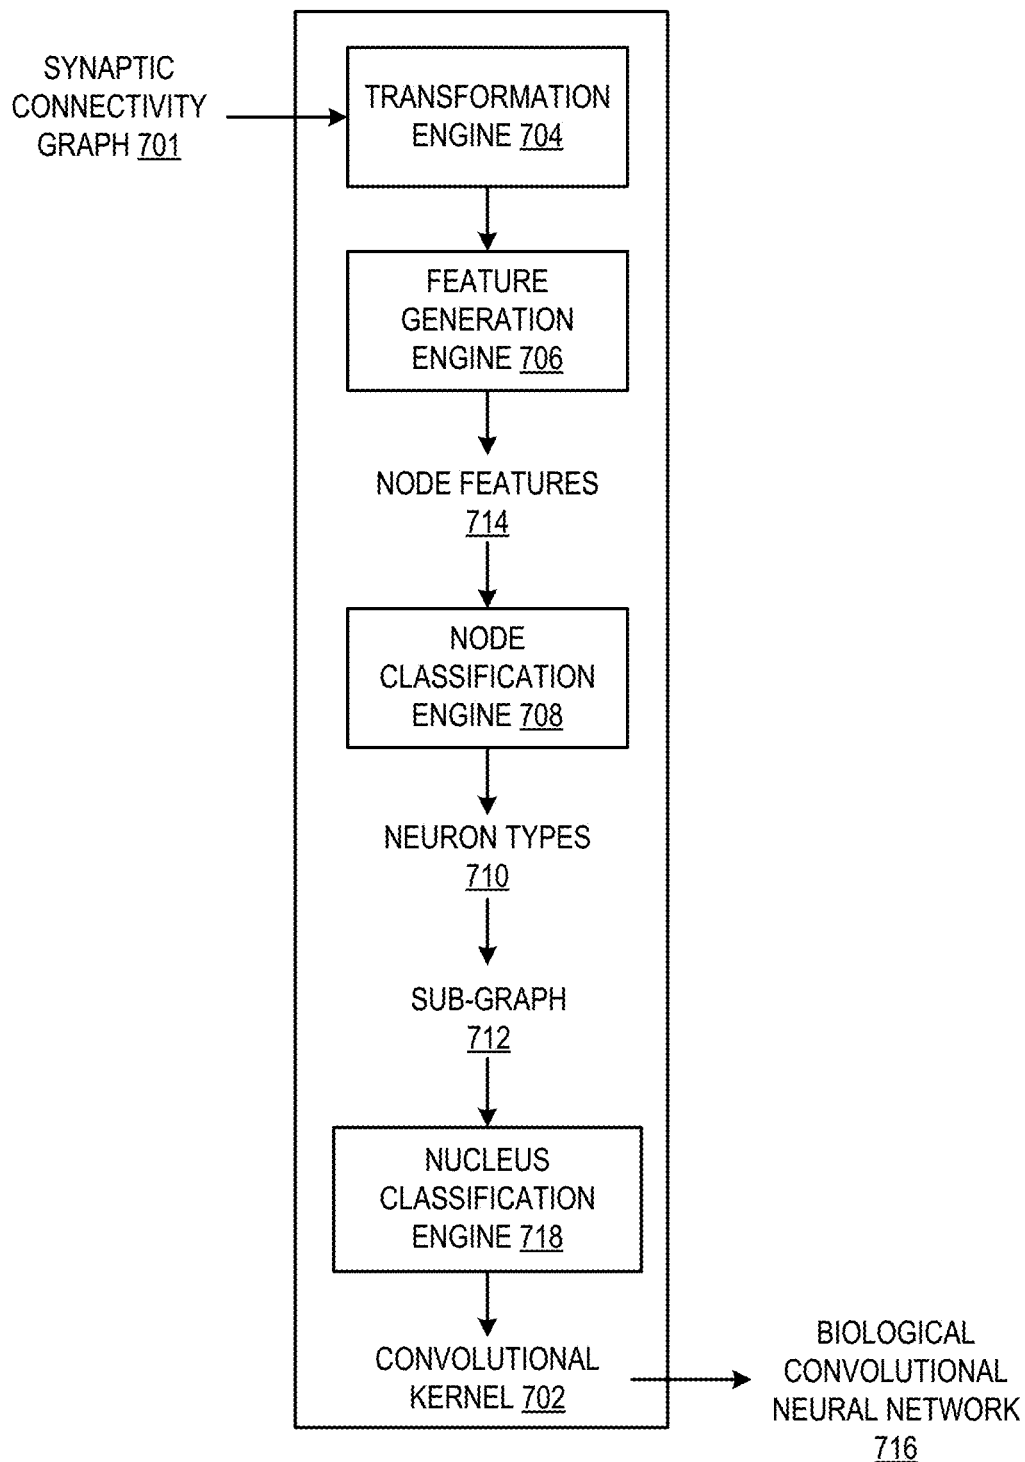 SYNAPTIC
CONNECTIVITY
GRAPH 701
TRANSFORMATION
ENGINE 704
FEATURE
GENERATION
ENGINE 706
NODE FEATURES
714
NODE
CLASSIFICATION
ENGINE 708
NEURON TYPES
710
SUB-GRAPH
712
NUCLEUS
CLASSIFICATION
ENGINE 718
CONVOLUTIONAL
KERNEL 702
BIOLOGICAL
CONVOLUTIONAL
NEURAL NETWORK
716